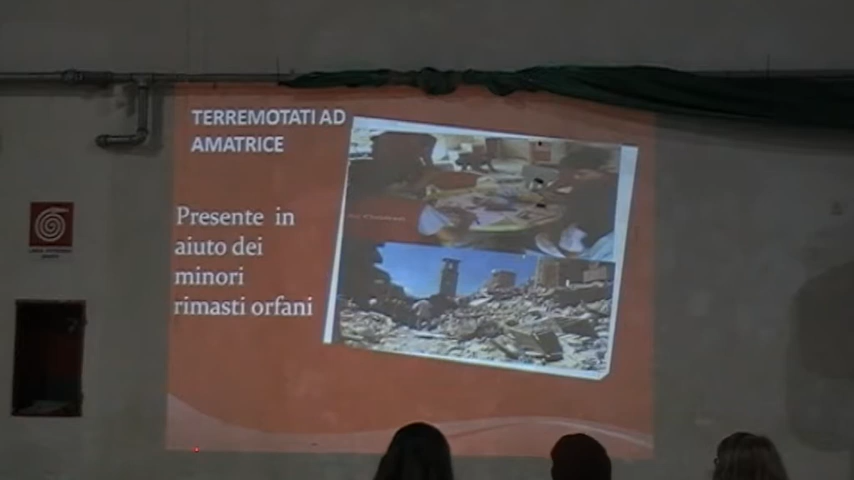 TERREMOTATI AD
AMATRICE
Presente in
aiuto dei
minori
rimasti orfani